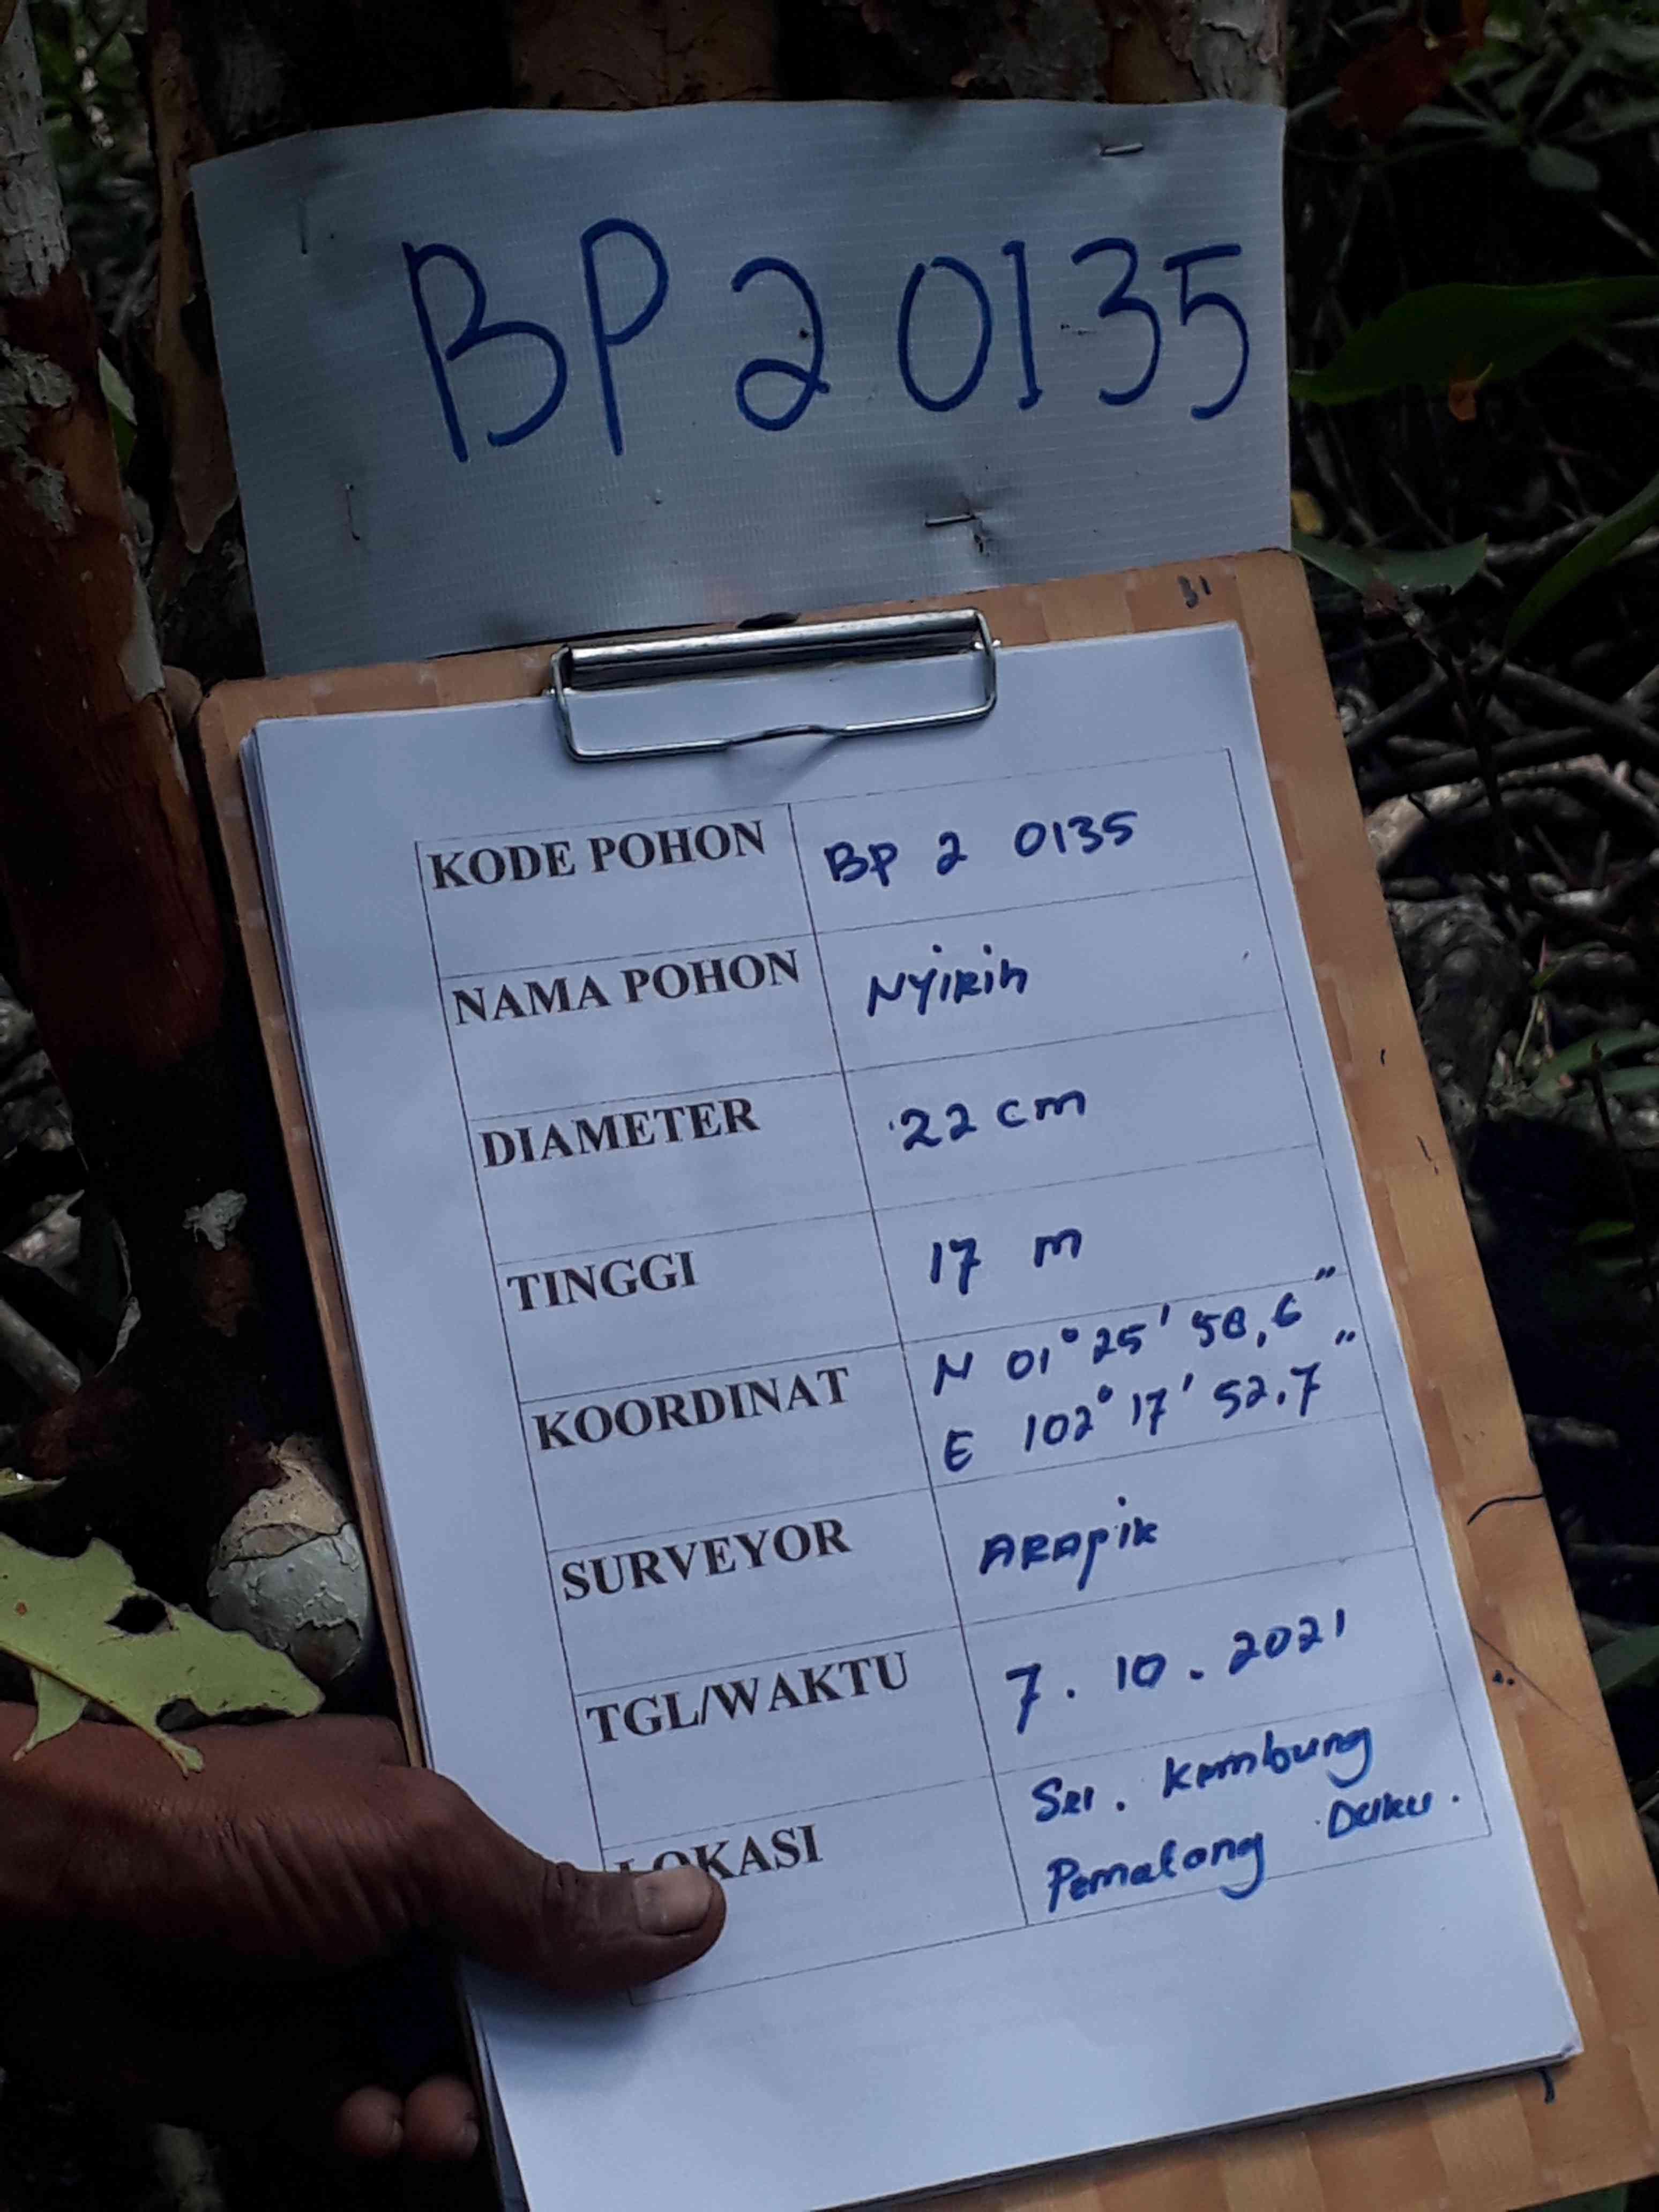 BP 2 0135
KODE POHON BP 2 0135
NAMA POHON NYiRih
DIAMETER 22 cm
TINGGI 17 m
KOORDINAT N 01° 25' 58,6"
E 102° 17' 52,7"
SURVEYOR ARAPik
TGL/WAKTU 7 . 10 . 2021
LOKASI Sei . Kembung
Pematang Duku .